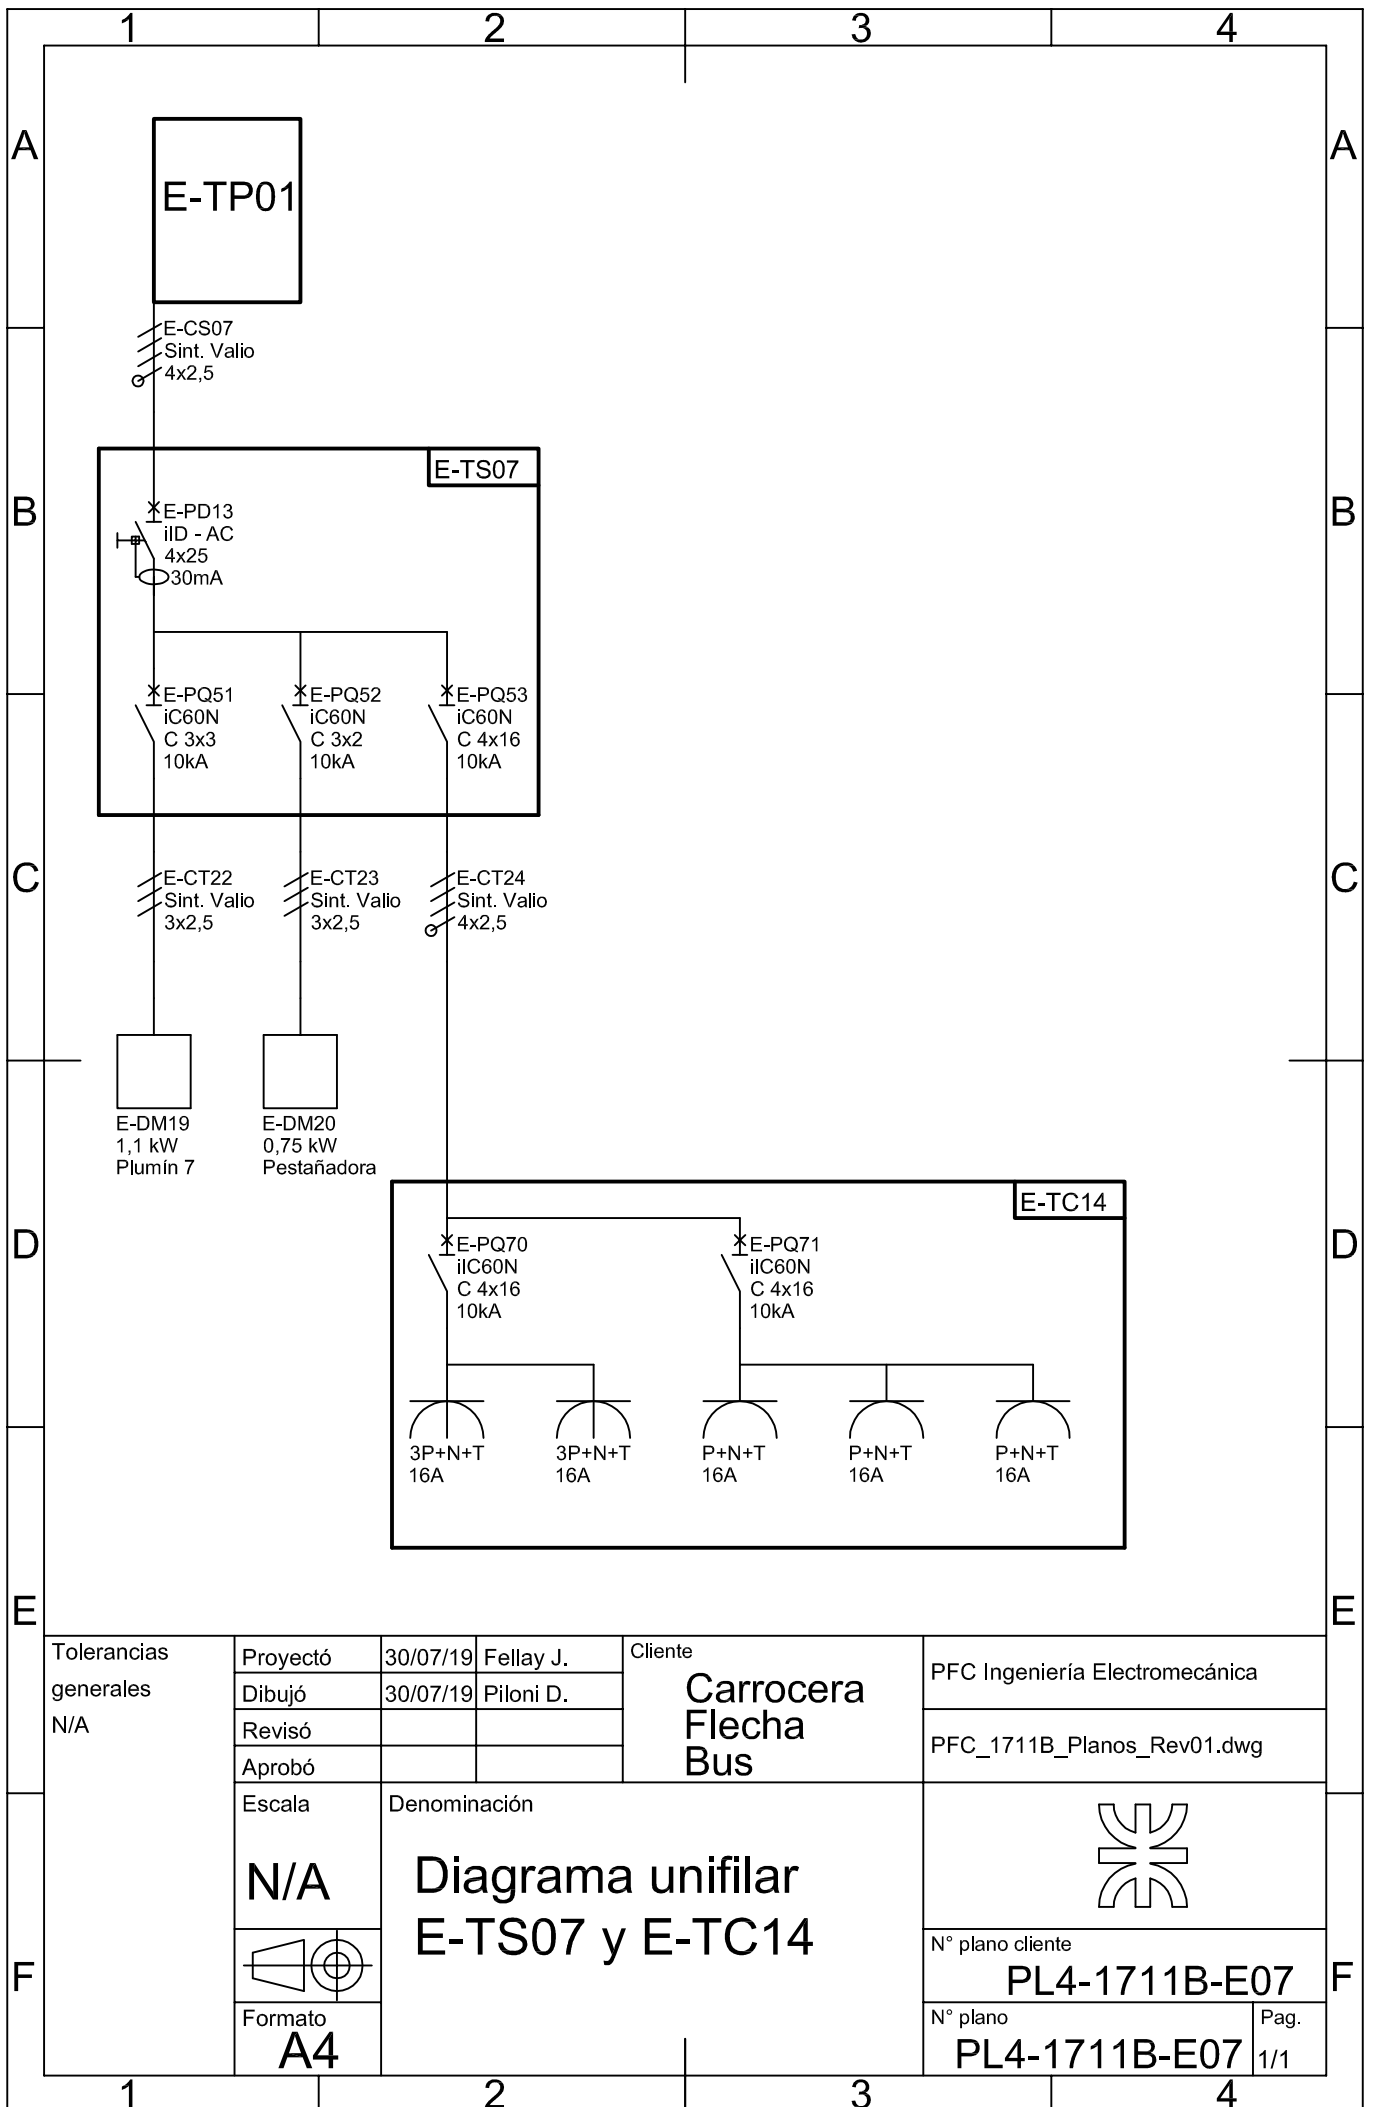 1 2 3 4
A A
E-TP01
E-CS07
Sint. Valio
4x2,5
E-TS07
B B
E-PD13
iID - AC
4x25
30mA
E-PQ51
iC60N
C 3x3
10kA
E-PQ52
iC60N
C 3x2
10kA
E-PQ53
iC60N
C 4x16
10kA
C C
E-CT22
Sint. Valio
3x2,5
E-CT23
Sint. Valio
3x2,5
E-CT24
Sint. Valio
4x2,5
E-DM19
1,1 kW
Plumín 7
E-DM20
0,75 kW
Pestañadora
E-TC14
D D
E-PQ70
iIC60N
C 4x16
10kA
E-PQ71
iIC60N
C 4x16
10kA
3P+N+T
16A
3P+N+T
16A
P+N+T
16A
P+N+T
16A
P+N+T
16A
E E
Tolerancias
generales
N/A
Proyectó 30/07/19 Fellay J.
Dibujó 30/07/19 Piloni D.
Revisó
Aprobó
Cliente
Carrocera
Flecha
Bus
PFC Ingeniería Electromecánica
PFC_1711B_Planos_Rev01.dwg
Escala
N/A
Denominación
Diagrama unifilar
E-TS07 y E-TC14
N° plano cliente
PL4-1711B-E07
F F
Formato
A4
N° plano
PL4-1711B-E07
Pag.
1/1
1 2 3 4